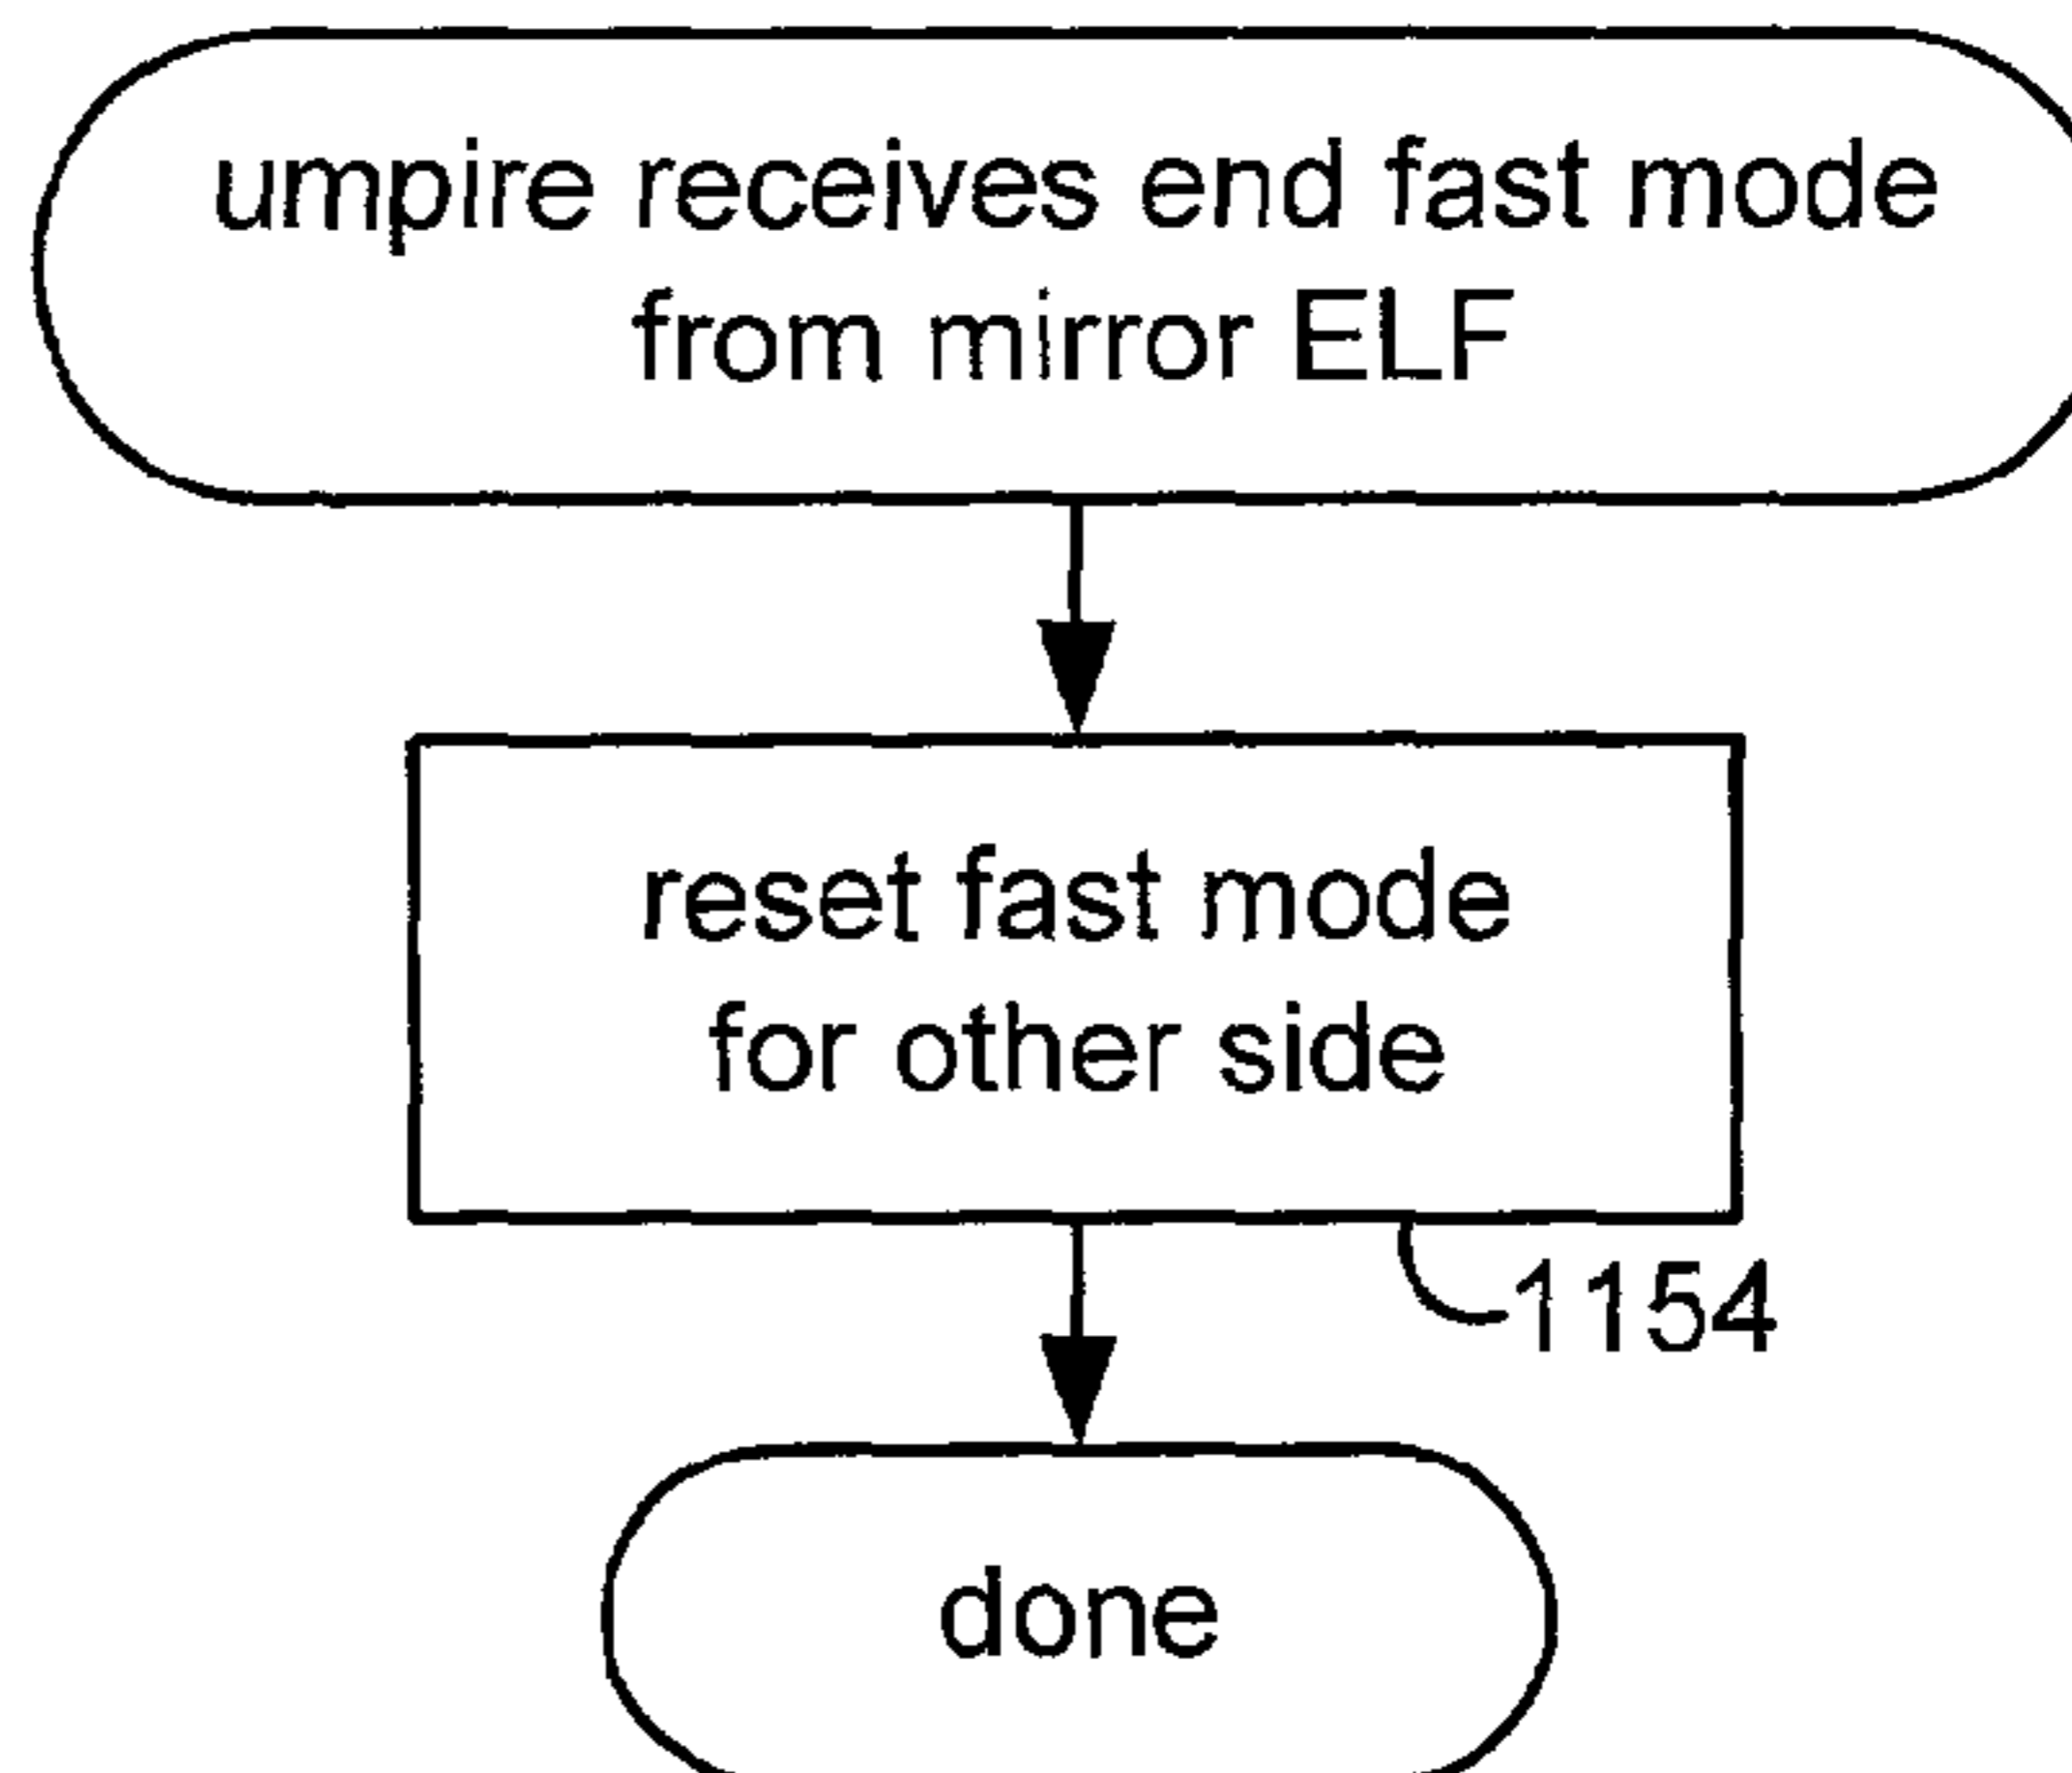 umpire receives end fast mode
from mirror ELF
reset fast mode
for other side
1154
done